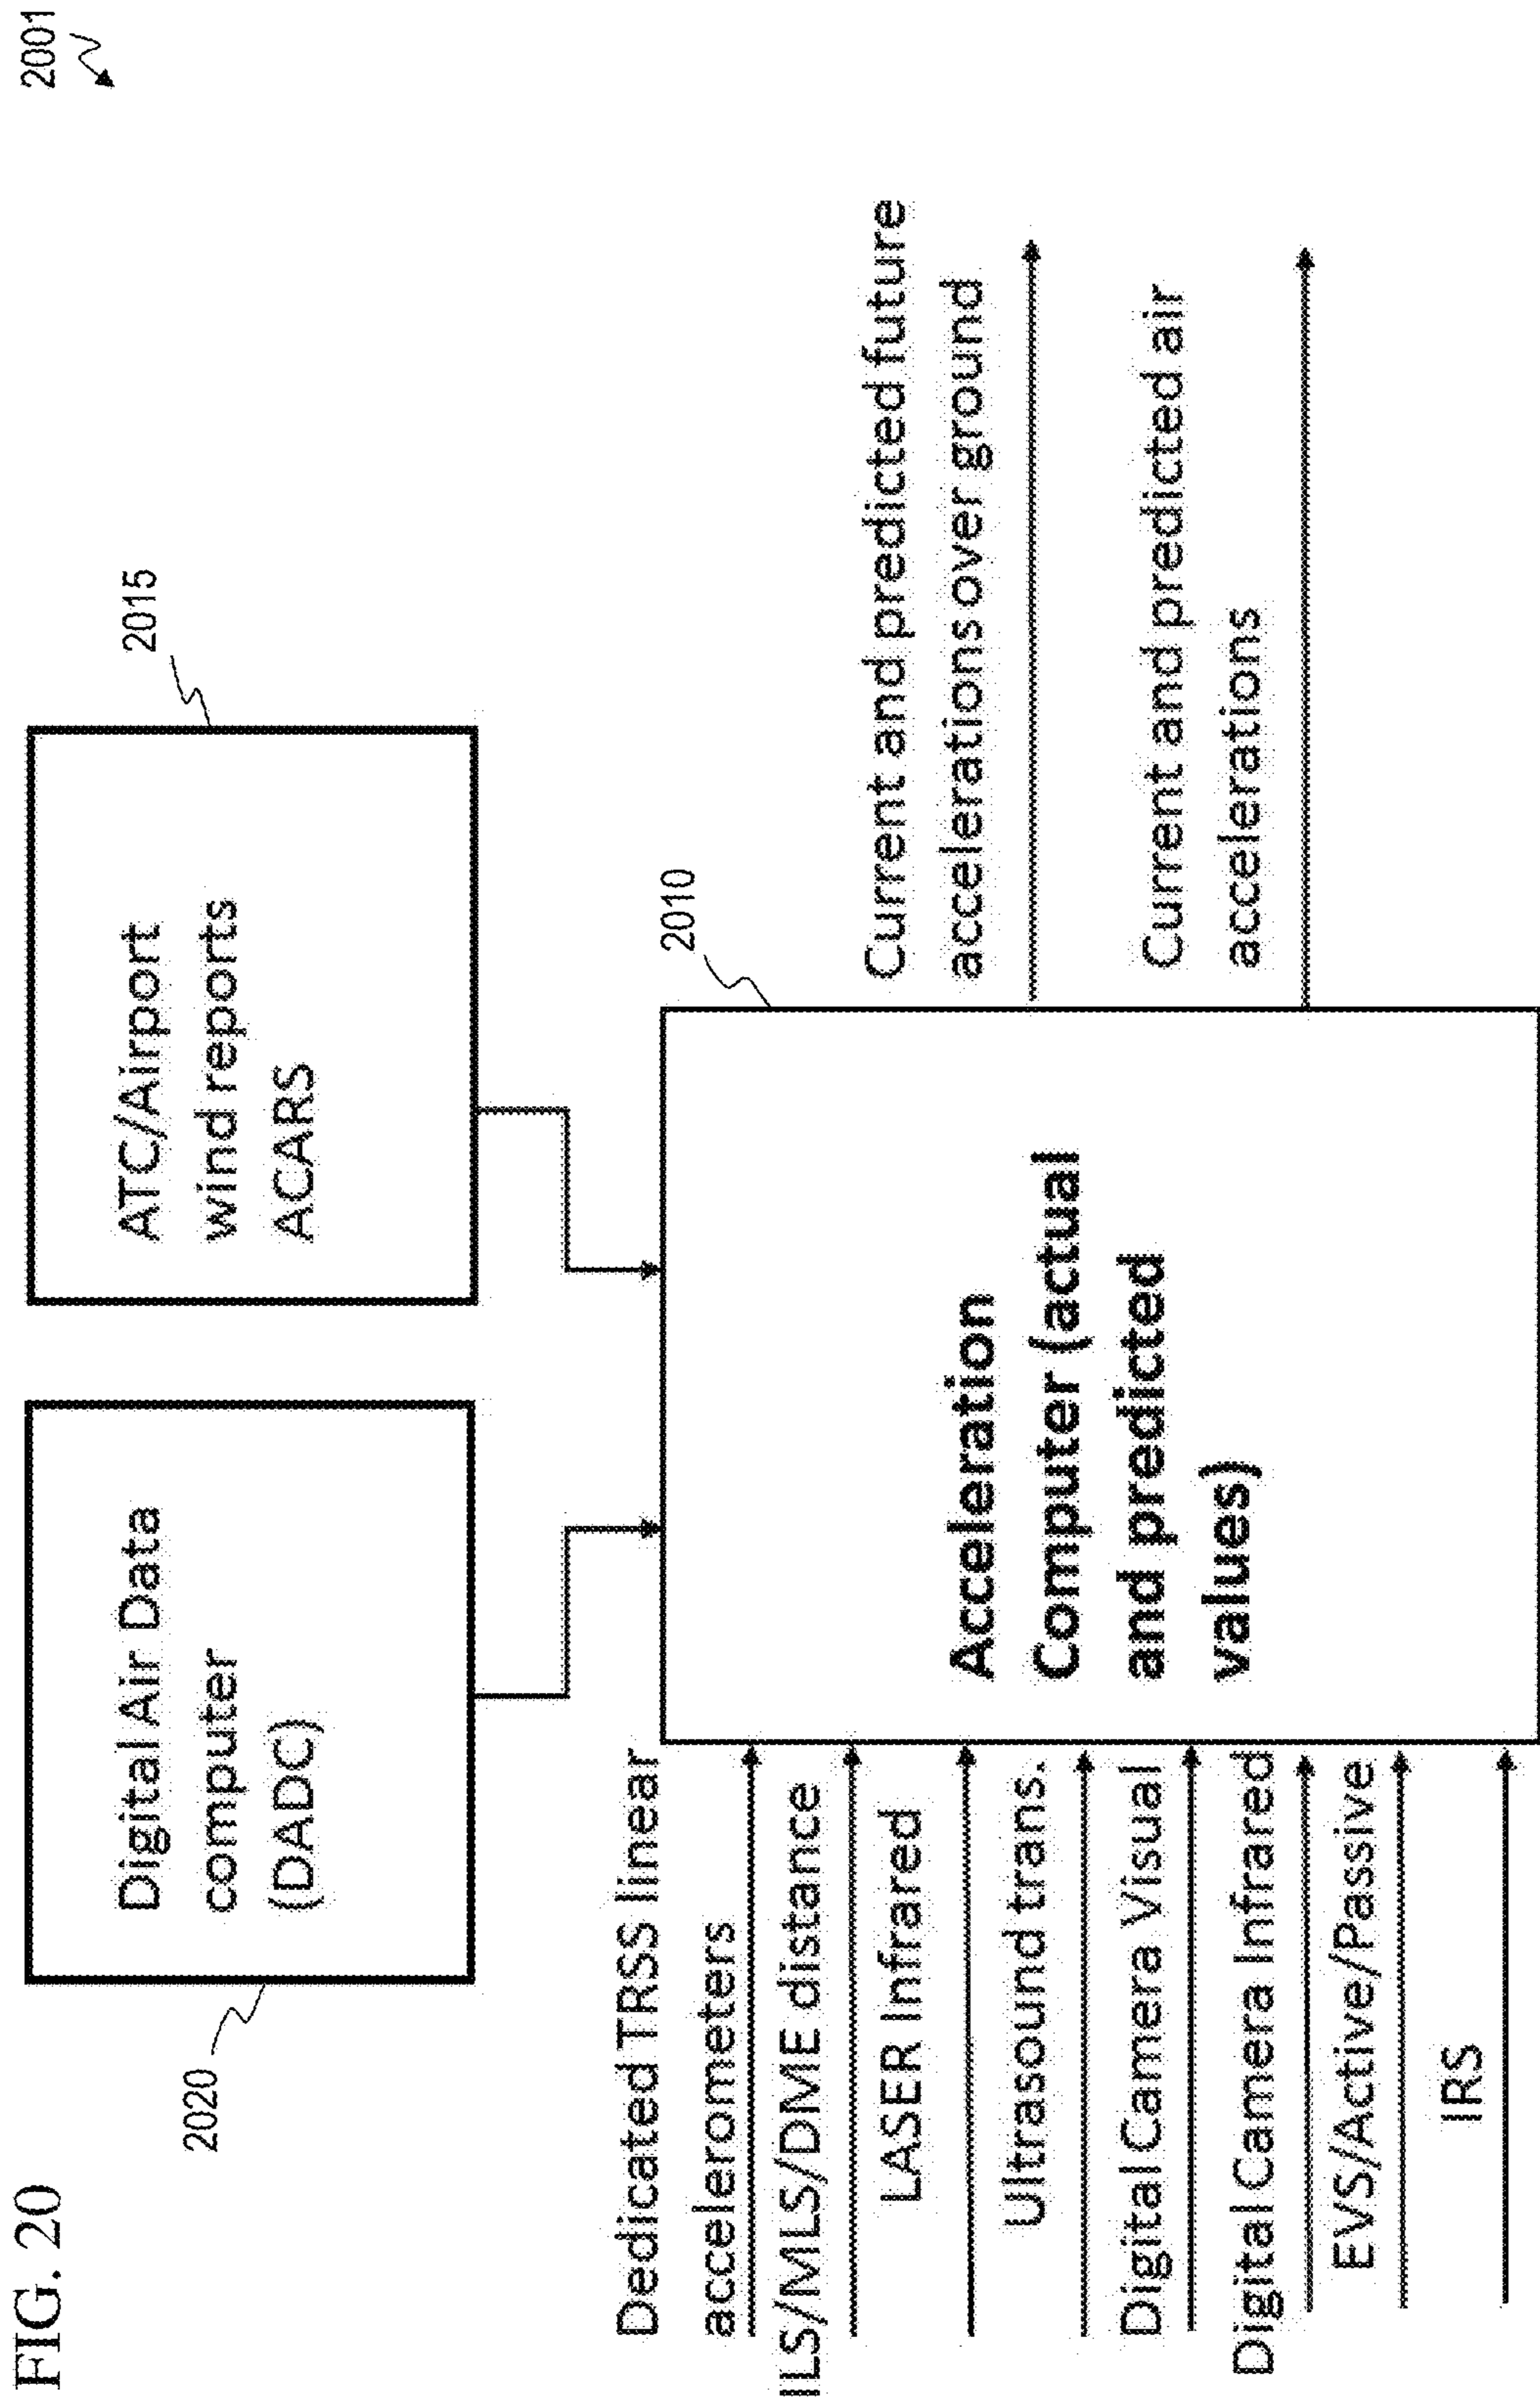 FIG. 20
2001
2020
Digital Air Data
computer
(DADC)
2015
ATC/Airport
wind reports
ACARS
2010
Acceleration
Computer (actual
and predicted
values)
Dedicated TRSS linear
accelerometers
ILS/MLS/DME distance
LASER Infrared
Ultrasound trans.
Digital Camera Visual
Digital Camera Infrared
EVS/Active/Passive
IRS
Current and predicted future
accelerations over ground
Current and predicted air
accelerations